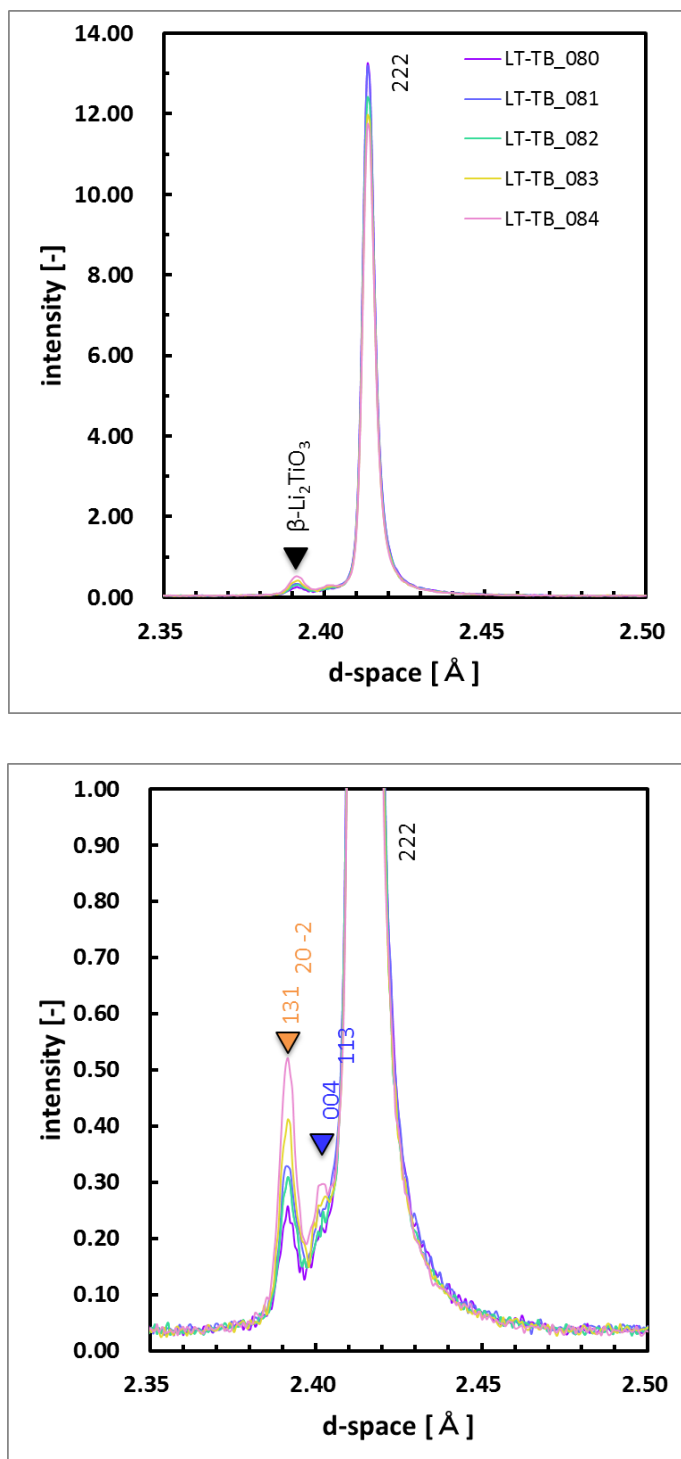 14.00
12.00
10.00
8.00
6.00
4.00
2.00
0.00
intensity [-]
222
LT-TB_080
LT-TB_081
LT-TB_082
LT-TB_083
LT-TB_084
β-Li₂TiO₃
2.35 2.40 2.45 2.50
d-space [Å]
1.00
0.90
0.80
0.70
0.60
0.50
0.40
0.30
0.20
0.10
0.00
intensity [-]
131
20 -2
004
113
222
2.35 2.40 2.45 2.50
d-space [Å]